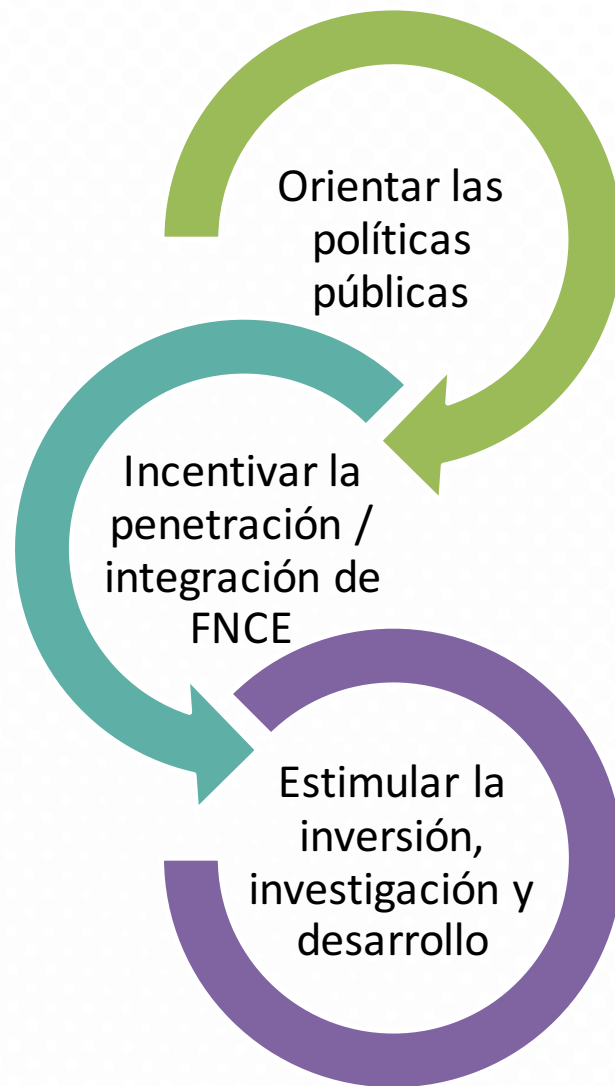 Orientar las
políticas
públicas
Incentivar la
penetración /
integración de
FNCE
Estimular la
inversión,
investigación y
desarrollo